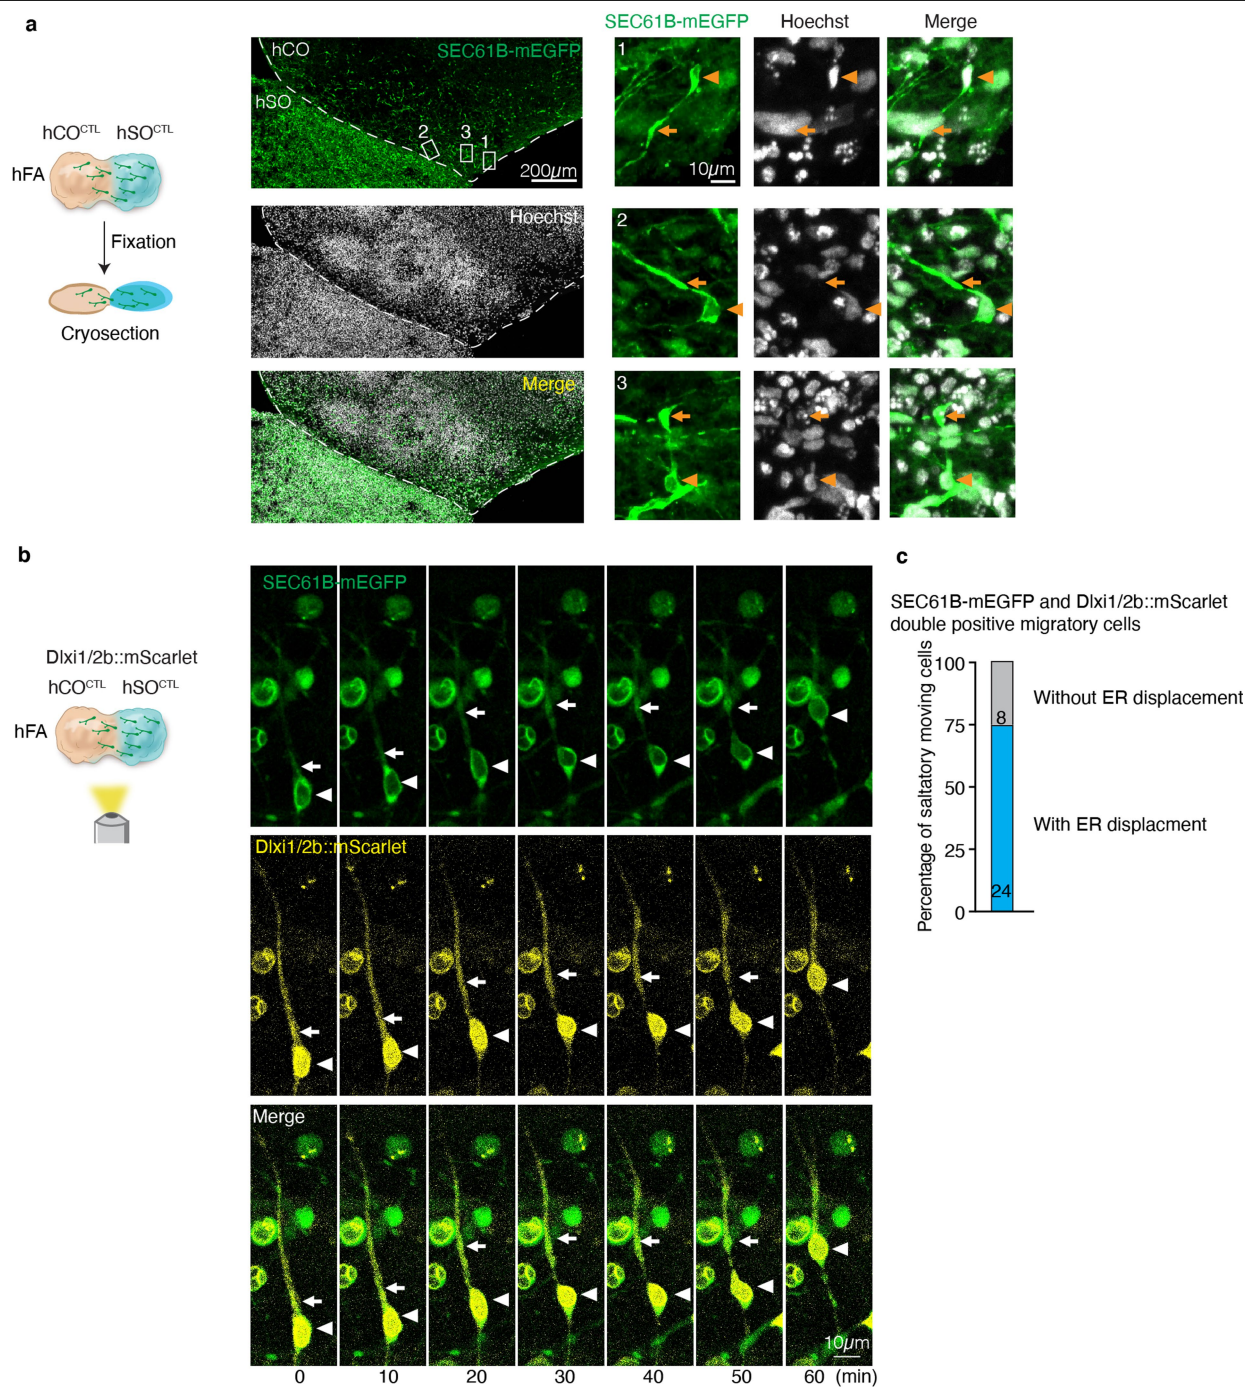 a
hCO^CTL hSO^CTL
hFA
Fixation
Cryosection
hCO
SEC61B-mEGFP
hSO
2
3
1
200µm
Hoechst
Merge
SEC61B-mEGFP
Hoechst
Merge
1
10µm
2
3
b
Dlxi1/2b::mScarlet
hCO^CTL hSO^CTL
hFA
SEC61B-mEGFP
Dlxi1/2b::mScarlet
Merge
10µm
0 10 20 30 40 50 60 (min)
c
SEC61B-mEGFP and Dlxi1/2b::mScarlet
double positive migratory cells
Percentage of saltatory moving cells
100
75
50
25
0
8
24
Without ER displacement
With ER displacment